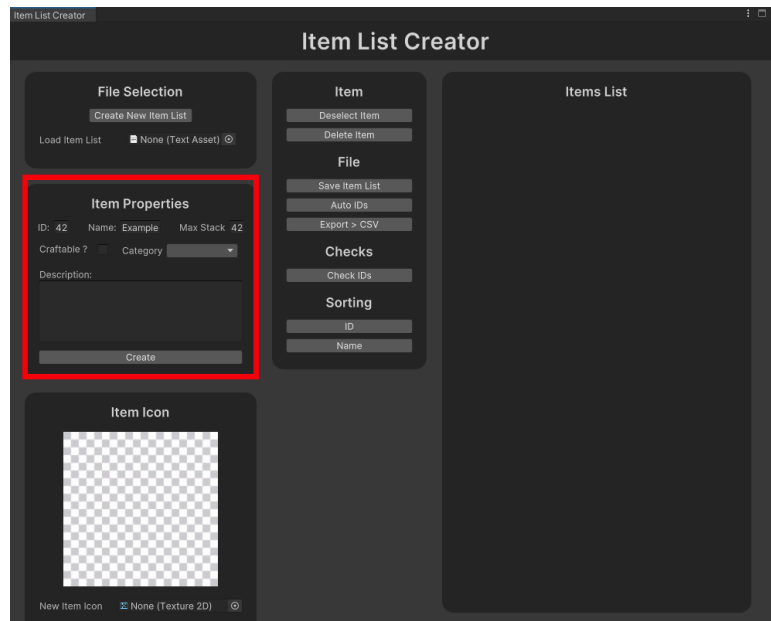 Item List Creator
Item List Creator
File Selection
Create New Item List
Load Item List None (Text Asset)
Item Properties
ID: 42 Name: Example Max Stack 42
Craftable ? Category
Description:
Create
Item Icon
New Item Icon None (Texture 2D)
Item
Deselect Item
Delete Item
File
Save Item List
Auto IDs
Export > CSV
Checks
Check IDs
Sorting
ID
Name
Items List